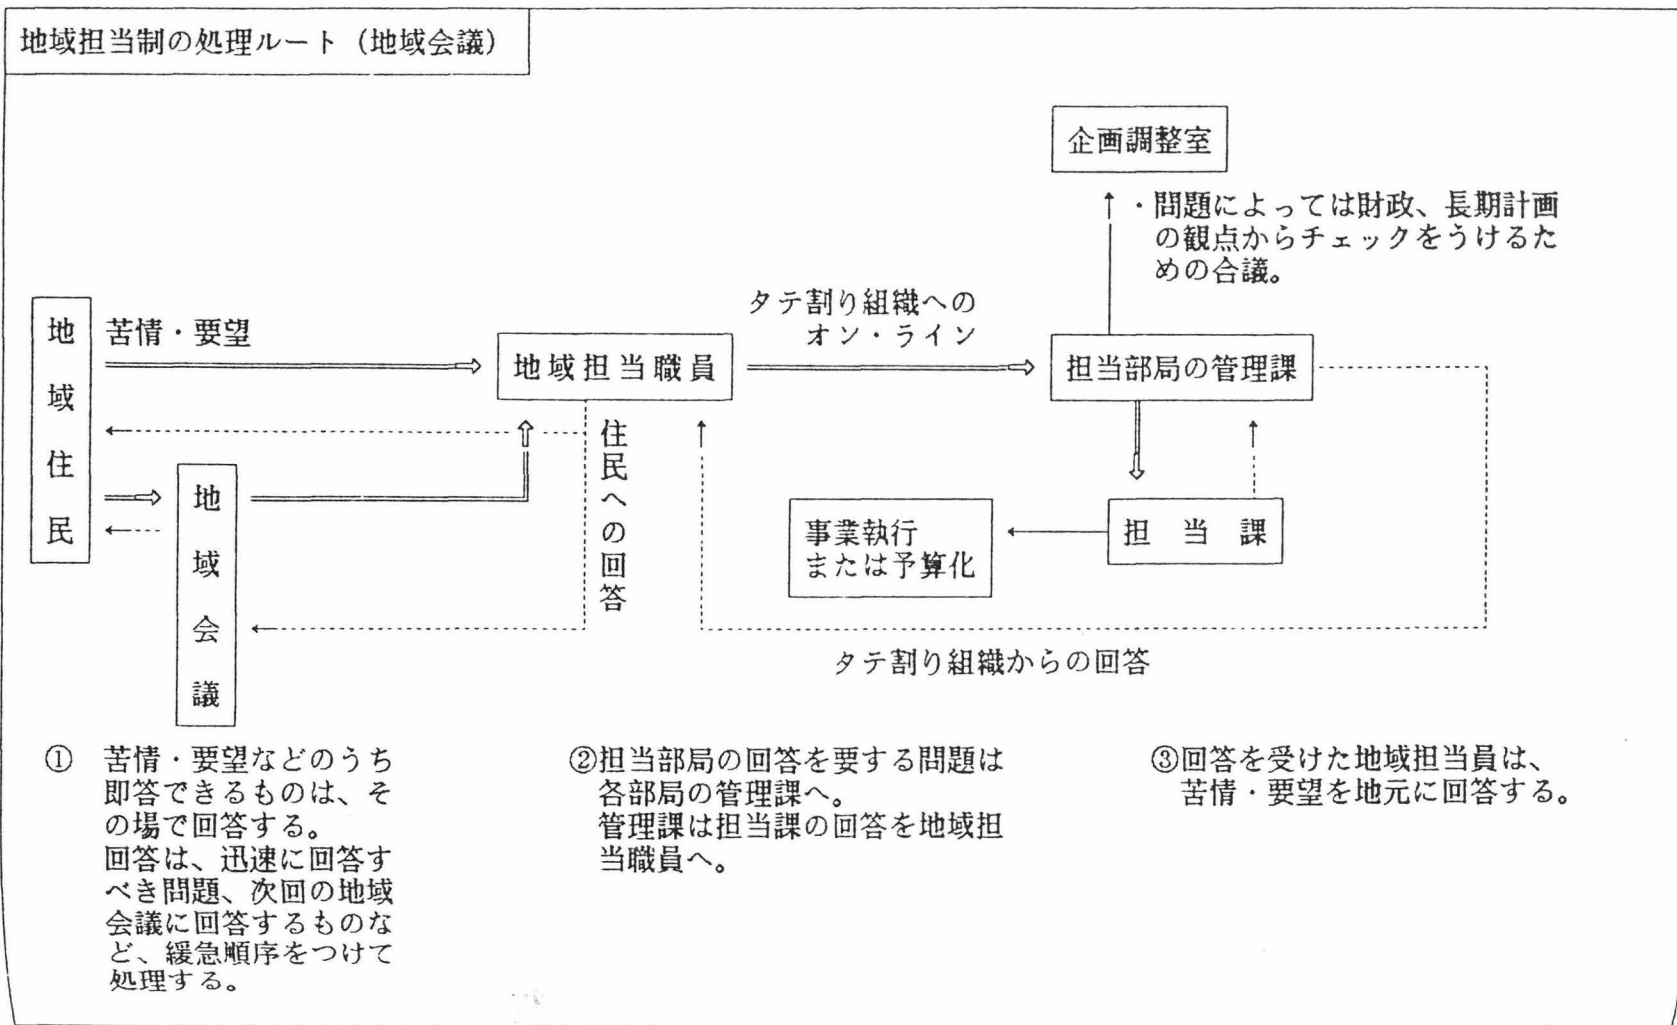 地域担当制の処理ルート(地域会議)
企画調整室
・問題によっては財政、長期計画
の観点からチェックをうけるた
めの合議。
地域住民
苦情・要望
地域担当職員
タテ割り組織への
オン・ライン
担当部局の管理課
住民への回答
地域会議
事業執行
または予算化
担当課
タテ割り組織からの回答
① 苦情・要望などのうち
即答できるものは、そ
の場で回答する。
回答は、迅速に回答す
べき問題、次回の地域
会議に回答するものな
ど、緩急順序をつけて
処理する。
②担当部局の回答を要する問題は
各部局の管理課へ。
管理課は担当課の回答を地域担
当職員へ。
③回答を受けた地域担当員は、
苦情・要望を地元に回答する。